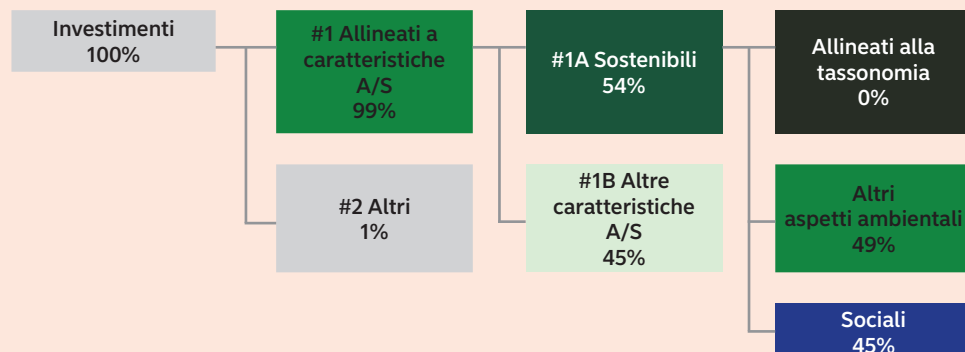 Investimenti
100%
#1 Allineati a
caratteristiche
A/S
99%
#2 Altri
1%
#1A Sostenibili
54%
#1B Altre
caratteristiche
A/S
45%
Allineati alla
tassonomia
0%
Altri
aspetti ambientali
49%
Sociali
45%